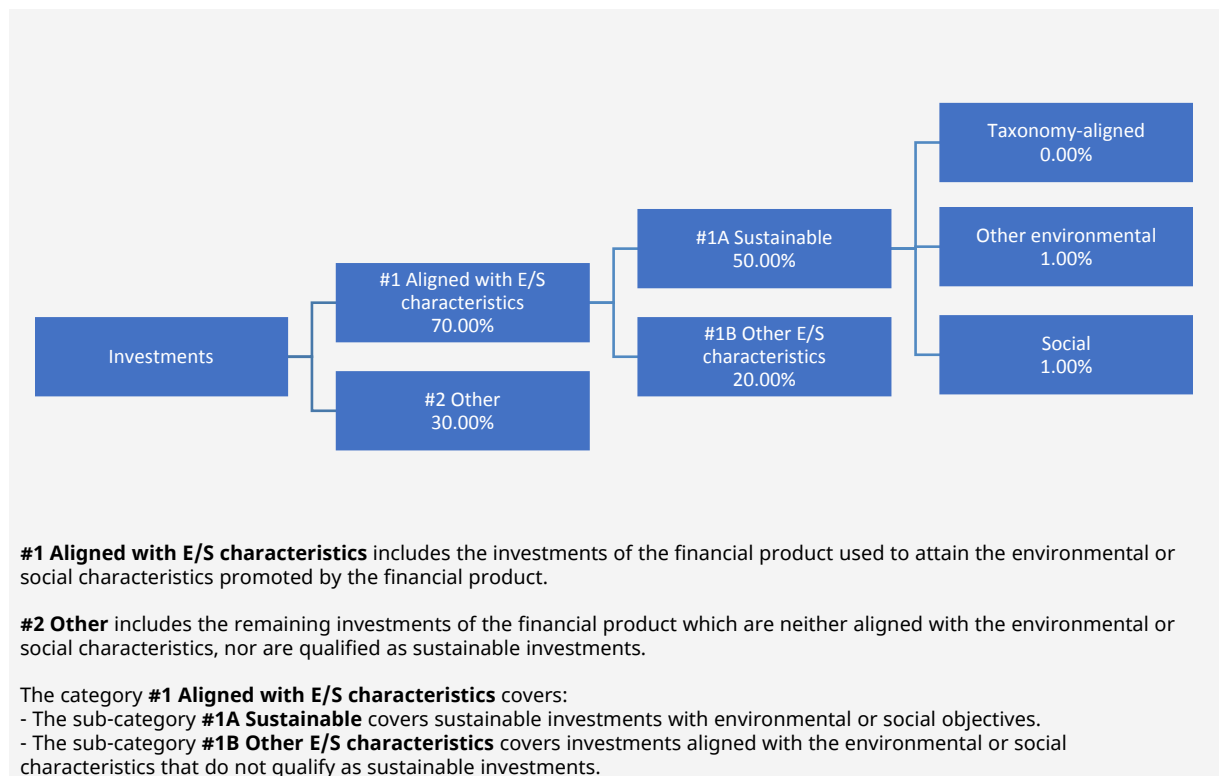 Taxonomy-aligned
0.00%
#1A Sustainable
50.00%
Other environmental
1.00%
#1 Aligned with E/S
characteristics
70.00%
Investments
#1B Other E/S
characteristics
20.00%
Social
1.00%
#2 Other
30.00%
#1 Aligned with E/S characteristics includes the investments of the financial product used to attain the environmental or
social characteristics promoted by the financial product.
#2 Other includes the remaining investments of the financial product which are neither aligned with the environmental or
social characteristics, nor are qualified as sustainable investments.
The category #1 Aligned with E/S characteristics covers:
- The sub-category #1A Sustainable covers sustainable investments with environmental or social objectives.
- The sub-category #1B Other E/S characteristics covers investments aligned with the environmental or social
characteristics that do not qualify as sustainable investments.